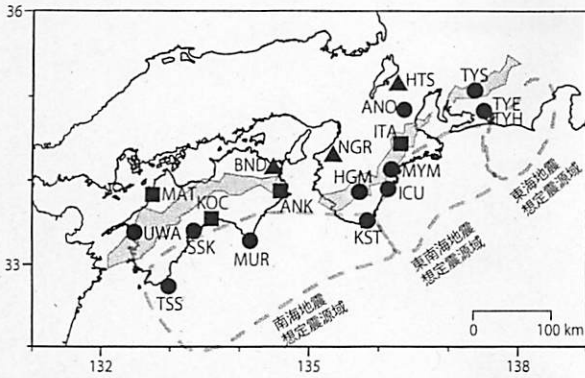 36
HTS
TYS
ANO
TYE
TYH
ITA
NGR
BND
MYM
HGM
MAT
KOC
ANK
ICU
UWA
SSK
KST
MUR
33
TSS
東海地震
想定震源域
東南海地震
想定震源域
南海地震
想定震源域
0 100 km
132 135 138